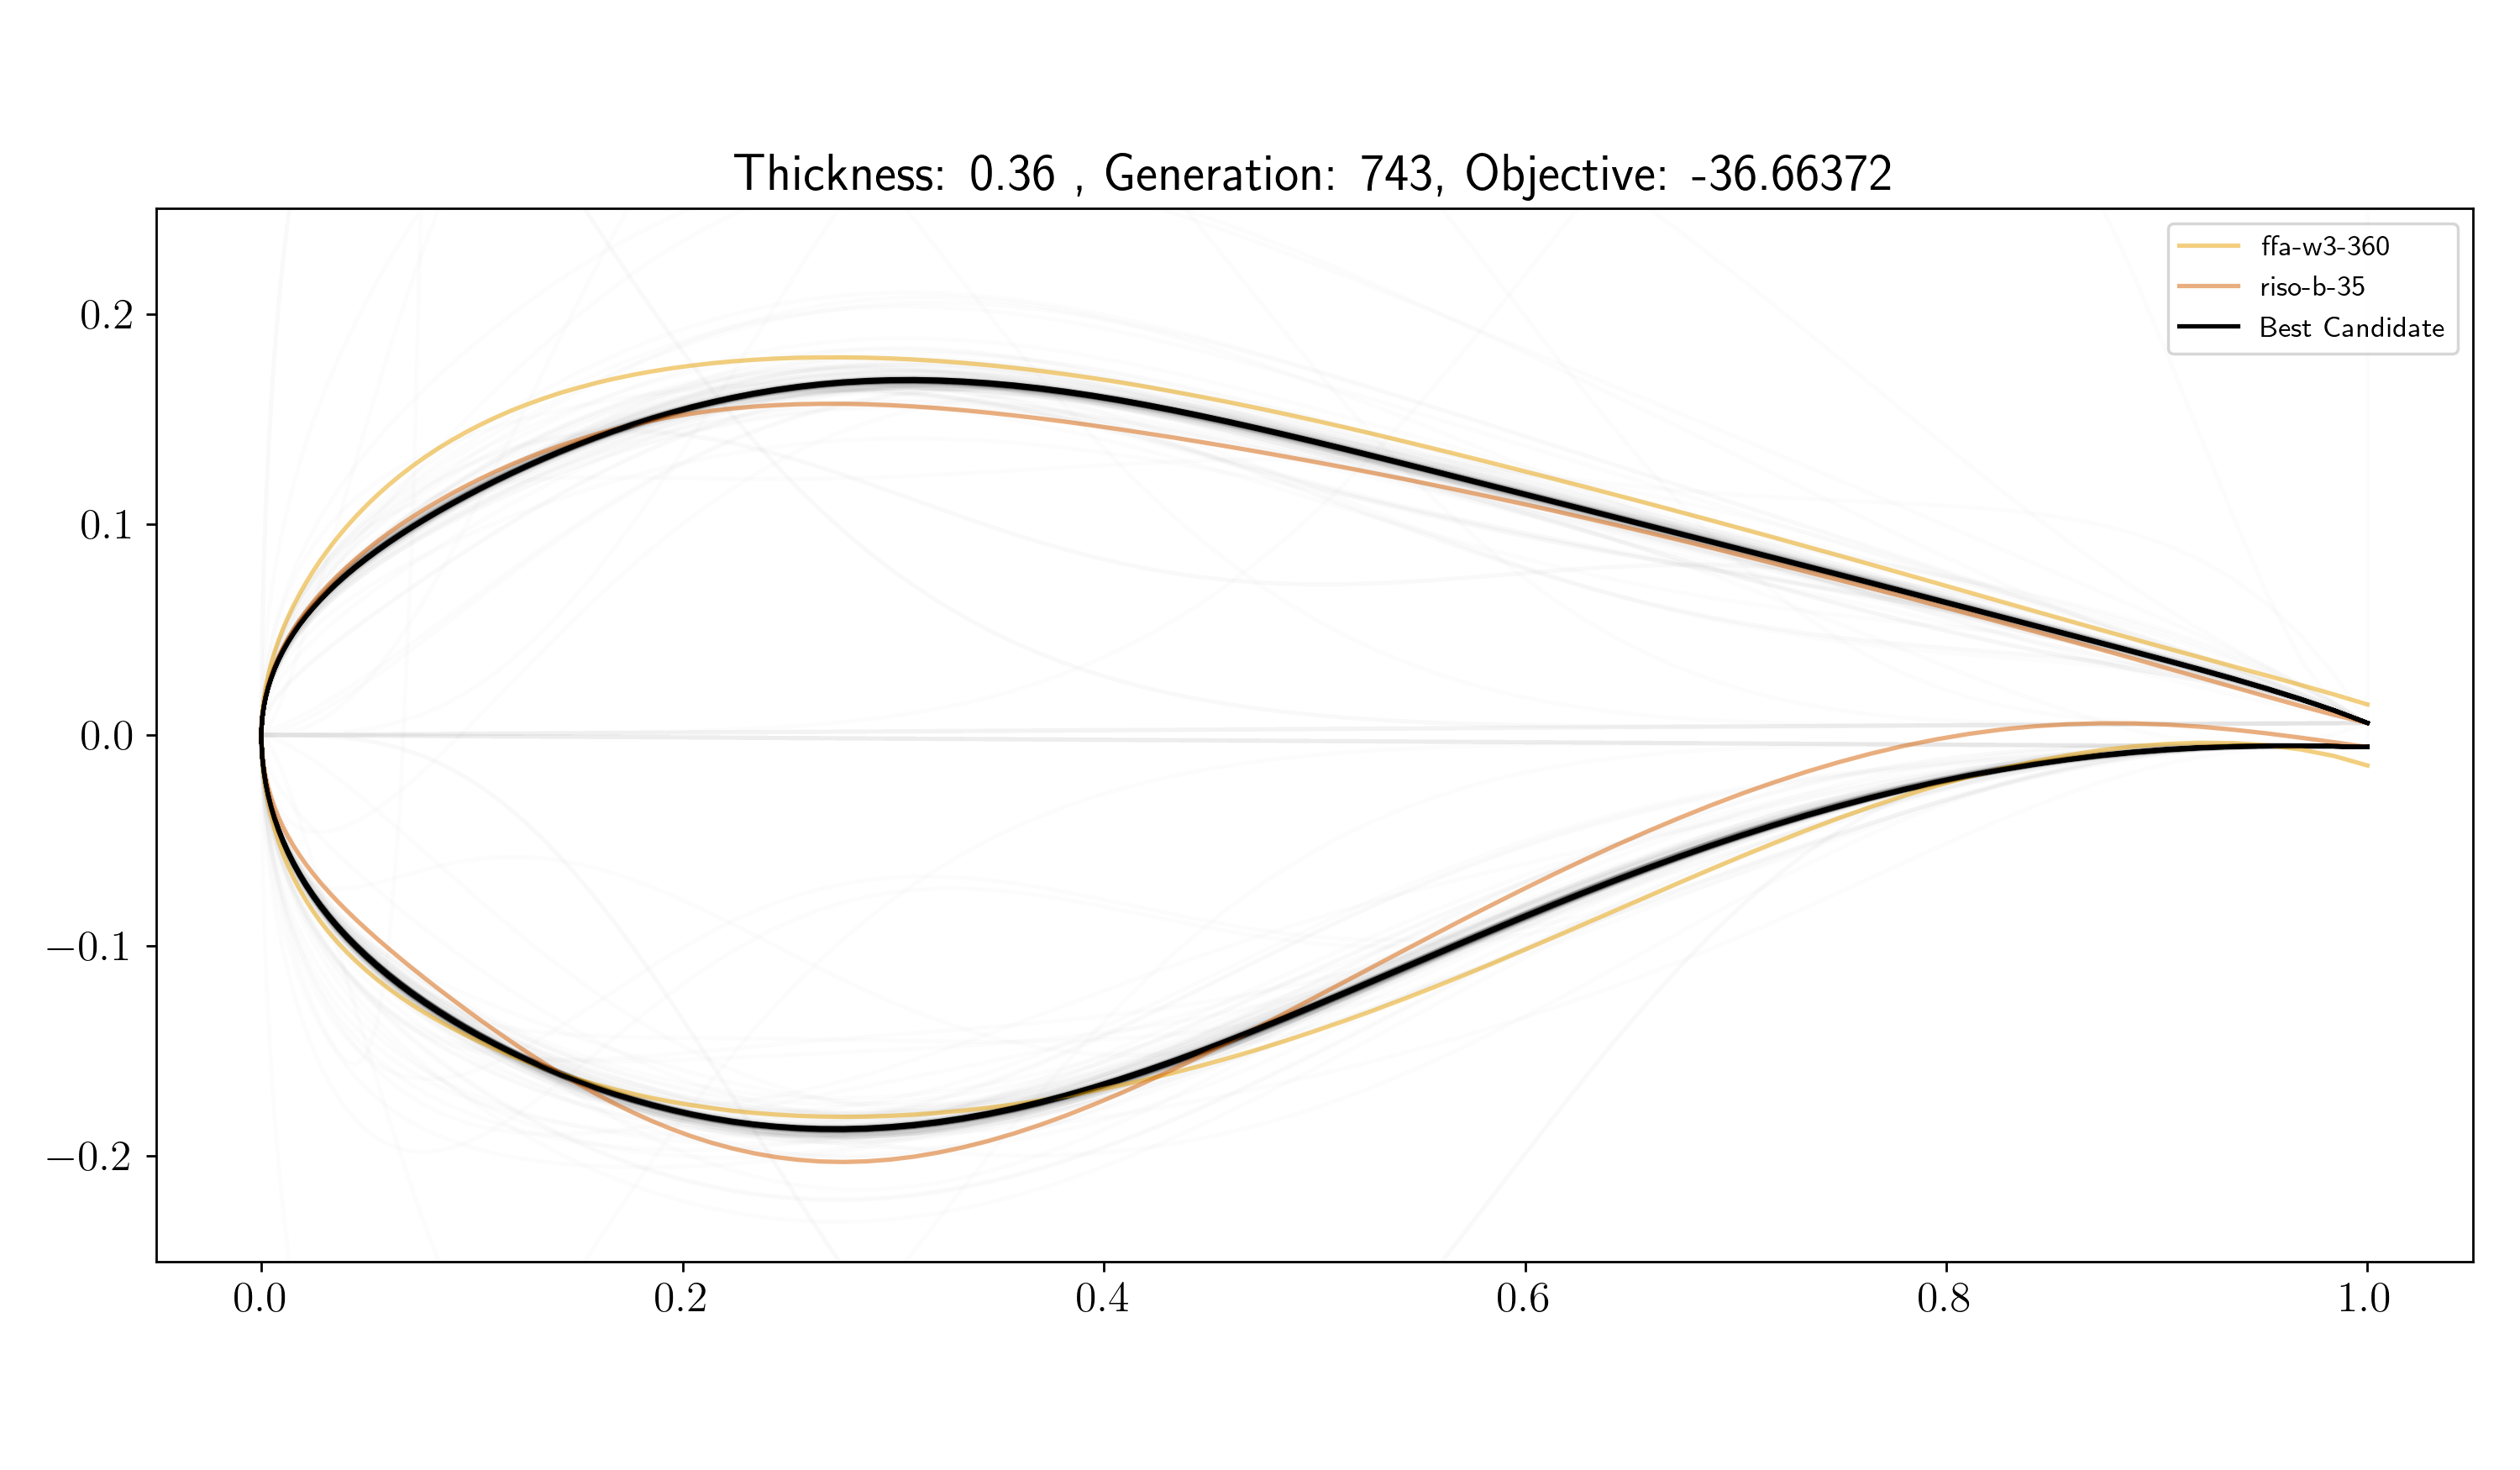 Thickness: 0.36 , Generation: 743, Objective: -36.66372
ffa-w3-360
riso-b-35
Best Candidate
0.2
0.1
0.0
−0.1
−0.2
0.0 0.2 0.4 0.6 0.8 1.0